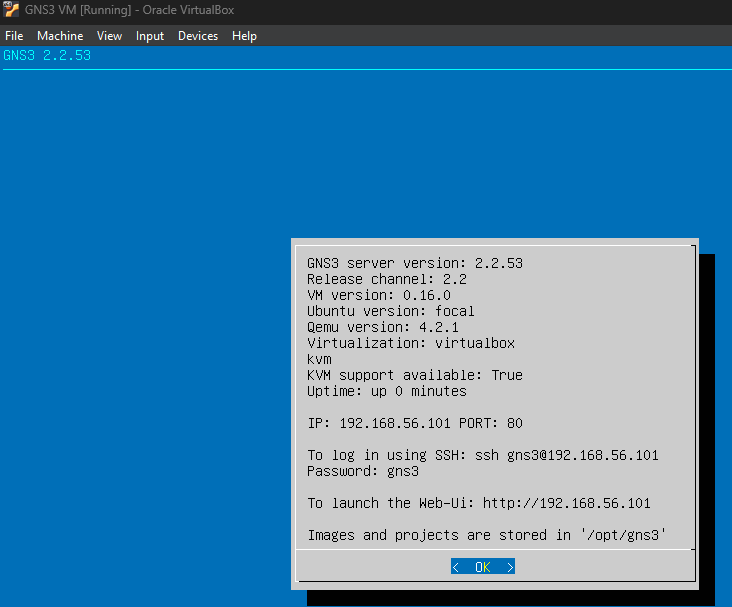 GNS3 VM [Running] - Oracle VirtualBox
File Machine View Input Devices Help
GNS3 2.2.53
GNS3 server version: 2.2.53
Release channel: 2.2
VM version: 0.16.0
Ubuntu version: focal
Qemu version: 4.2.1
Virtualization: virtualbox
kvm
KVM support available: True
Uptime: up 0 minutes
IP: 192.168.56.101 PORT: 80
To log in using SSH: ssh gns3@192.168.56.101
Password: gns3
To launch the Web-Ui: http://192.168.56.101
Images and projects are stored in '/opt/gns3'
< OK >